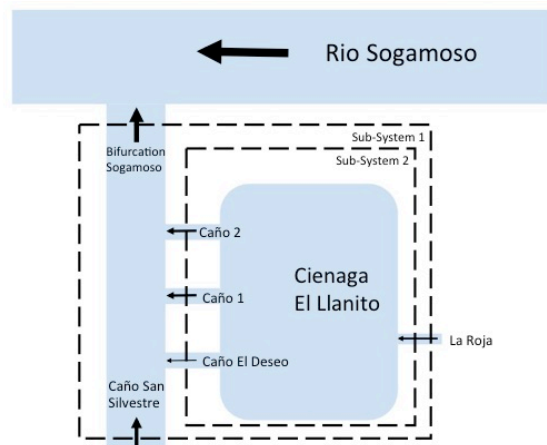 Rio Sogamoso
Sub-System 1
Bifurcation
Sogamoso
Sub-System 2
Caño 2
Cienaga
El Llanito
Caño 1
La Roja
Caño El Deseo
Caño San
Silvestre